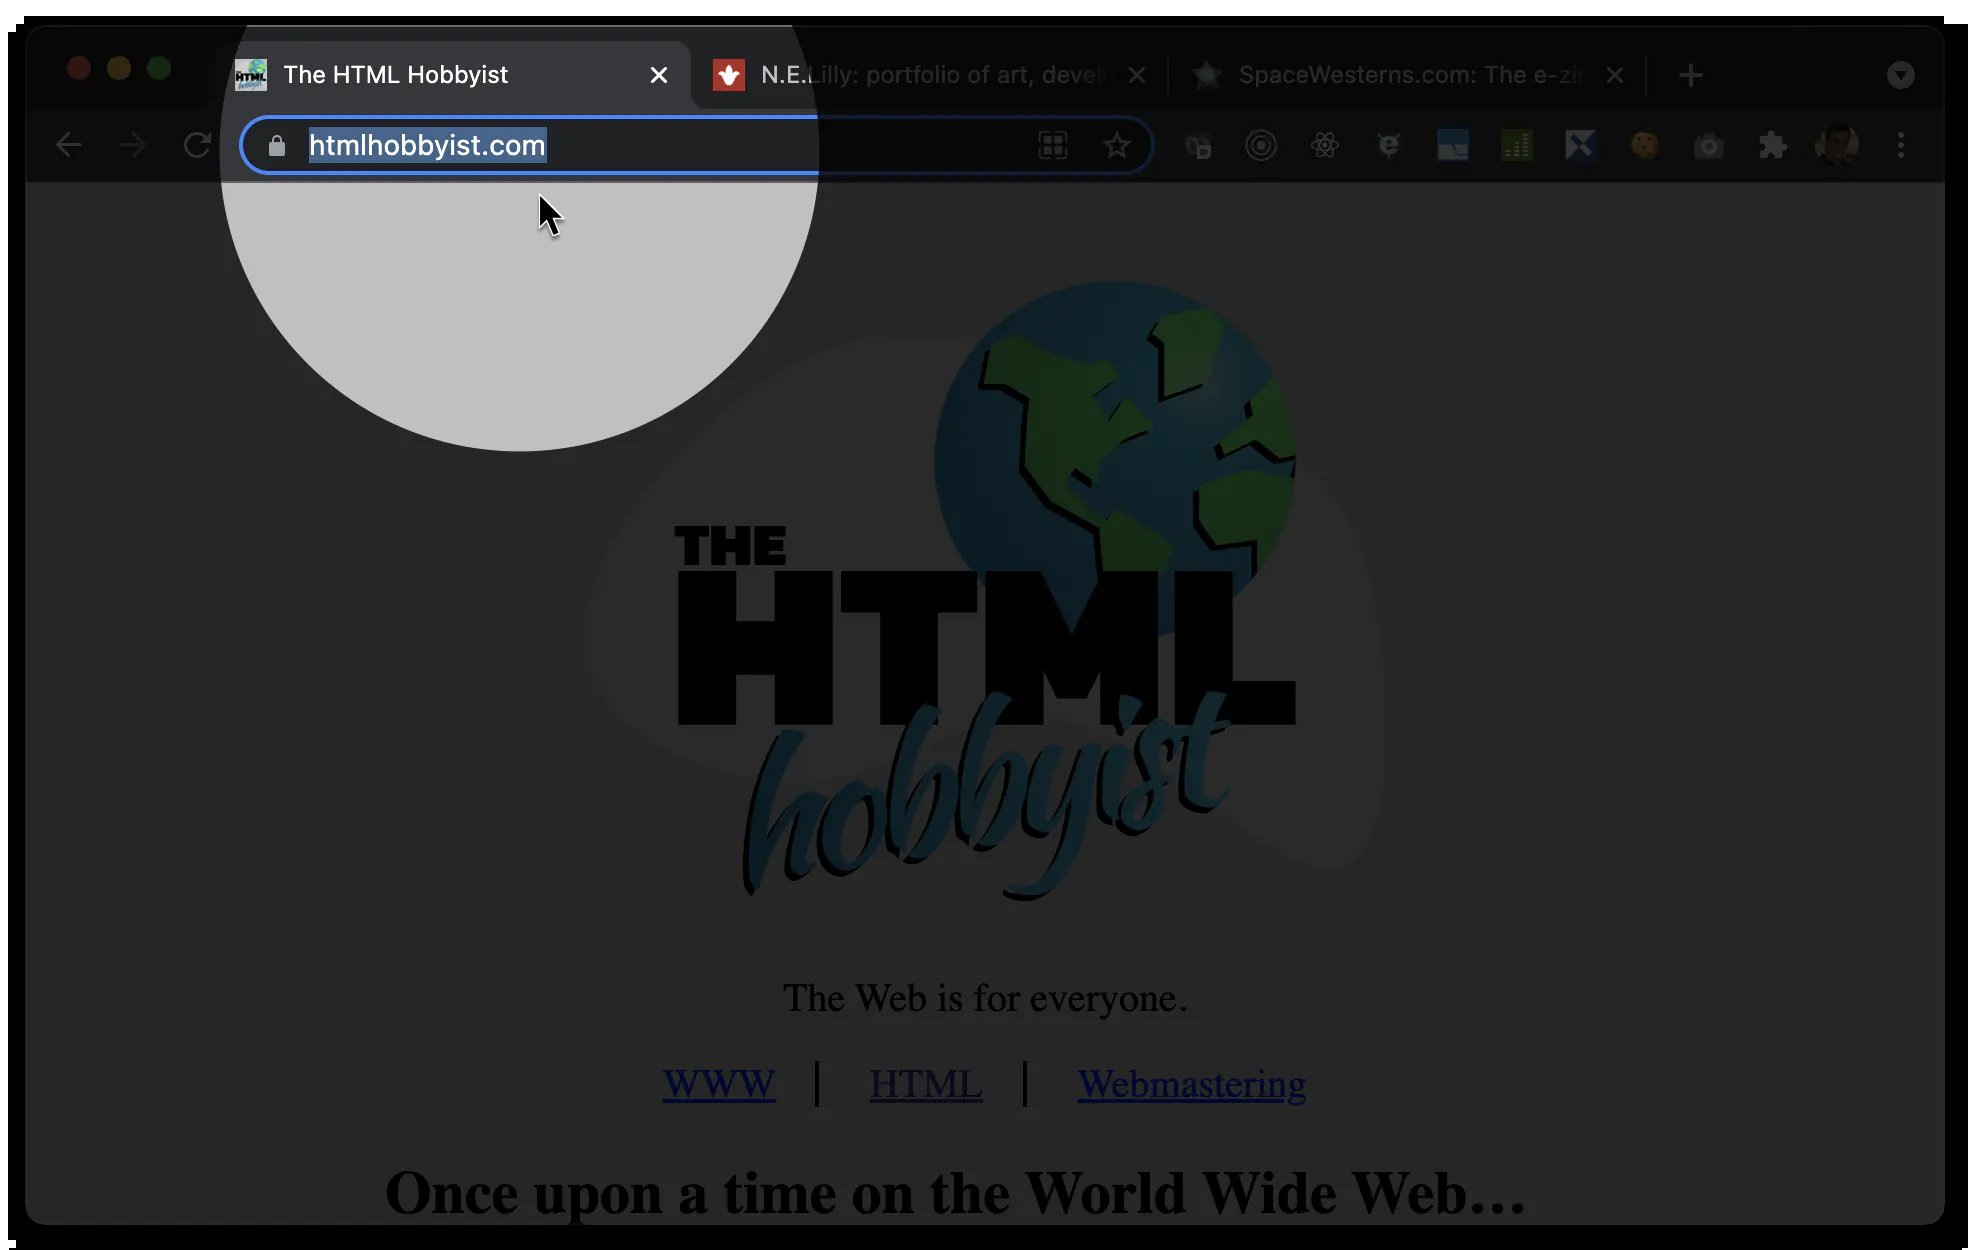 The HTML Hobbyist
N.E.Lilly: portfolio of art, devel
SpaceWesterns.com: The e-zin
htmlhobbyist.com
THE
HTML
hobbyist
The Web is for everyone.
WWW | HTML | Webmastering
Once upon a time on the World Wide Web…